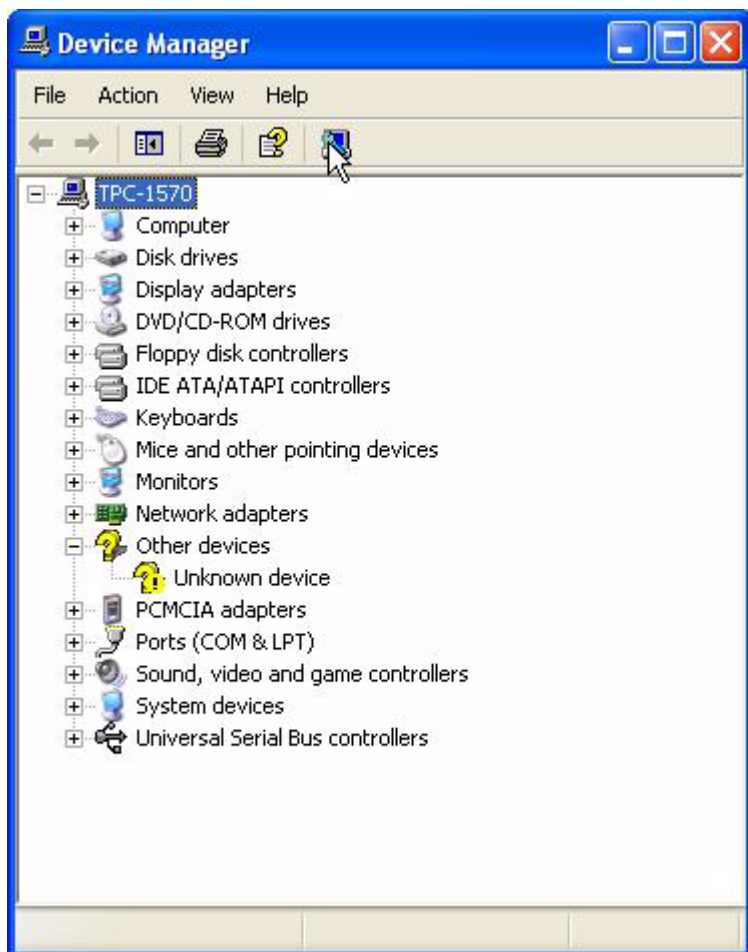 Device Manager
File Action View Help
TPC-1570
Computer
Disk drives
Display adapters
DVD/CD-ROM drives
Floppy disk controllers
IDE ATA/ATAPI controllers
Keyboards
Mice and other pointing devices
Monitors
Network adapters
Other devices
Unknown device
PCMCIA adapters
Ports (COM & LPT)
Sound, video and game controllers
System devices
Universal Serial Bus controllers